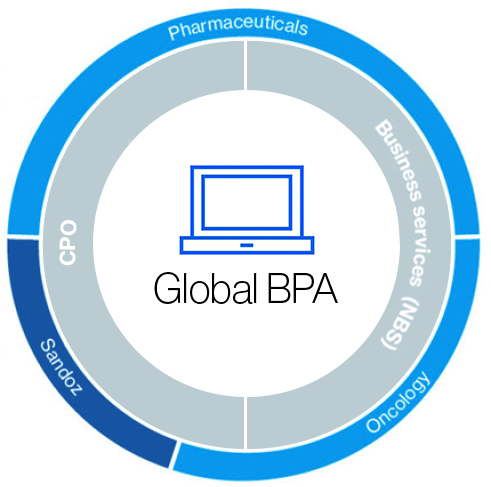 Pharmaceuticals
Business services (NBS)
CPO
Global BPA
Sandoz
Oncology